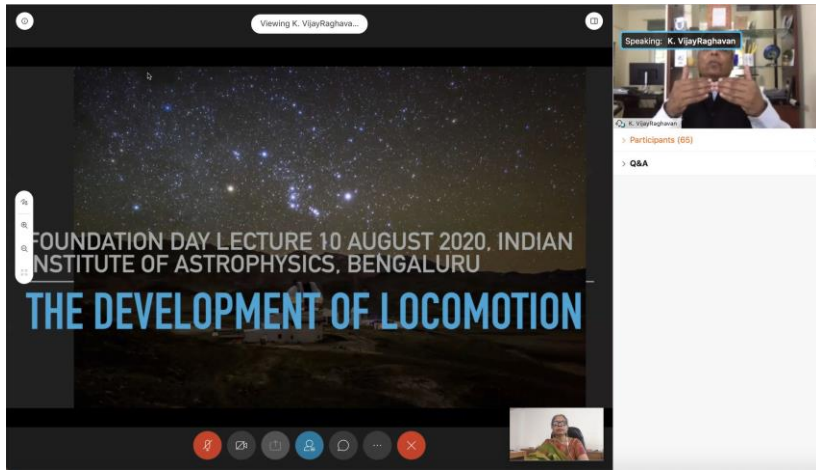 Viewing K. VijayRaghava...
Speaking: K. VijayRaghavan
K. VijayRaghavan
Participants (65)
Q&A
FOUNDATION DAY LECTURE 10 AUGUST 2020, INDIAN
INSTITUTE OF ASTROPHYSICS, BENGALURU
THE DEVELOPMENT OF LOCOMOTION